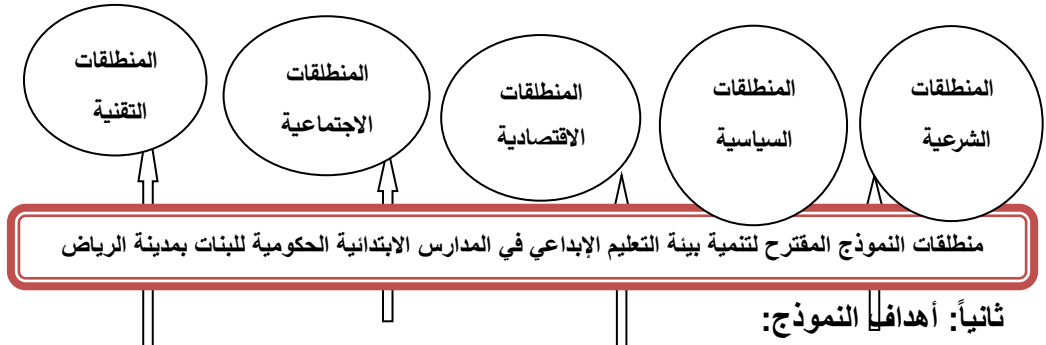 المنطلقات
الشرعية
المنطلقات
السياسية
المنطلقات
الاقتصادية
المنطلقات
الاجتماعية
المنطلقات
التقنية
منطلقات النموذج المقترح لتنمية بيئة التعليم الإبداعي في المدارس الابتدائية الحكومية للبنات بمدينة الرياض
ثانياً: أهداف النموذج: